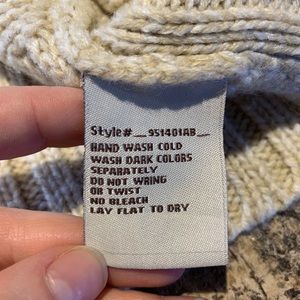 Style#__951401AB__
HAND WASH COLD
WASH DARK COLORS
SEPARATELY
DO NOT WRING
OR TWIST
NO BLEACH
LAY FLAT TO DRY